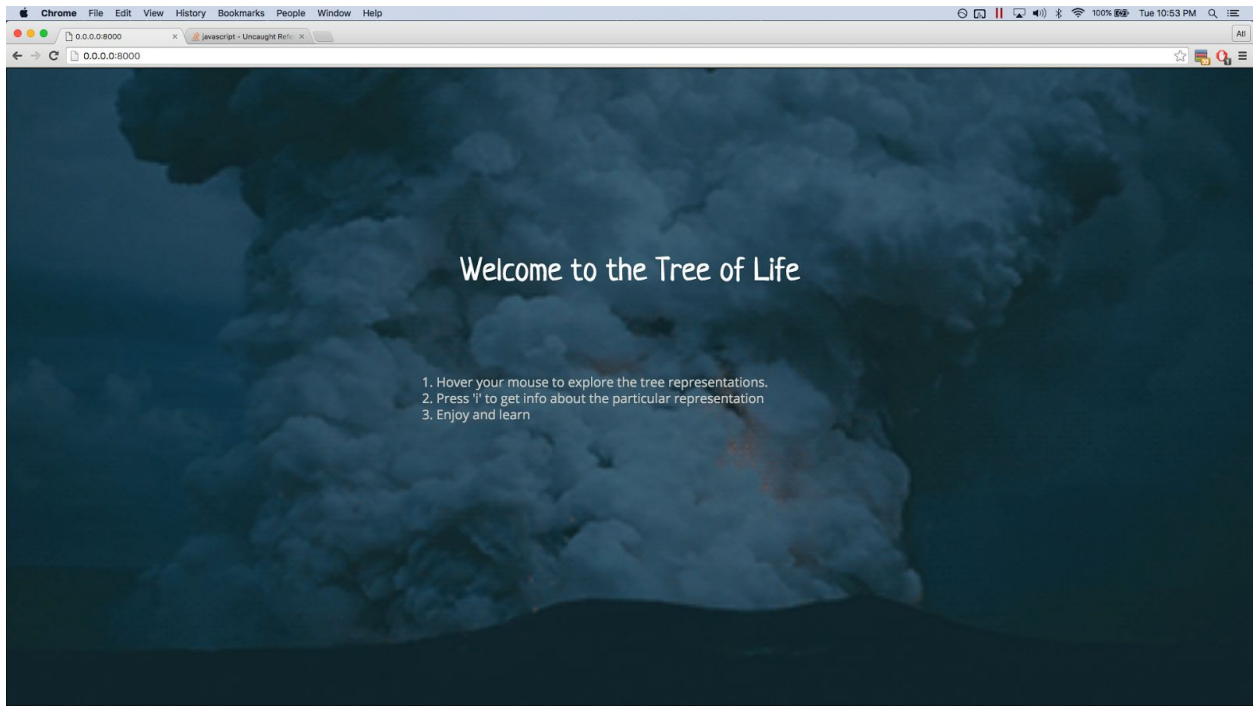 Chrome File Edit View History Bookmarks People Window Help
100% Tue 10:53 PM
0.0.0.0:8000
javascript - Uncaught Refe
0.0.0.0:8000
Welcome to the Tree of Life
1. Hover your mouse to explore the tree representations.
2. Press 'i' to get info about the particular representation
3. Enjoy and learn